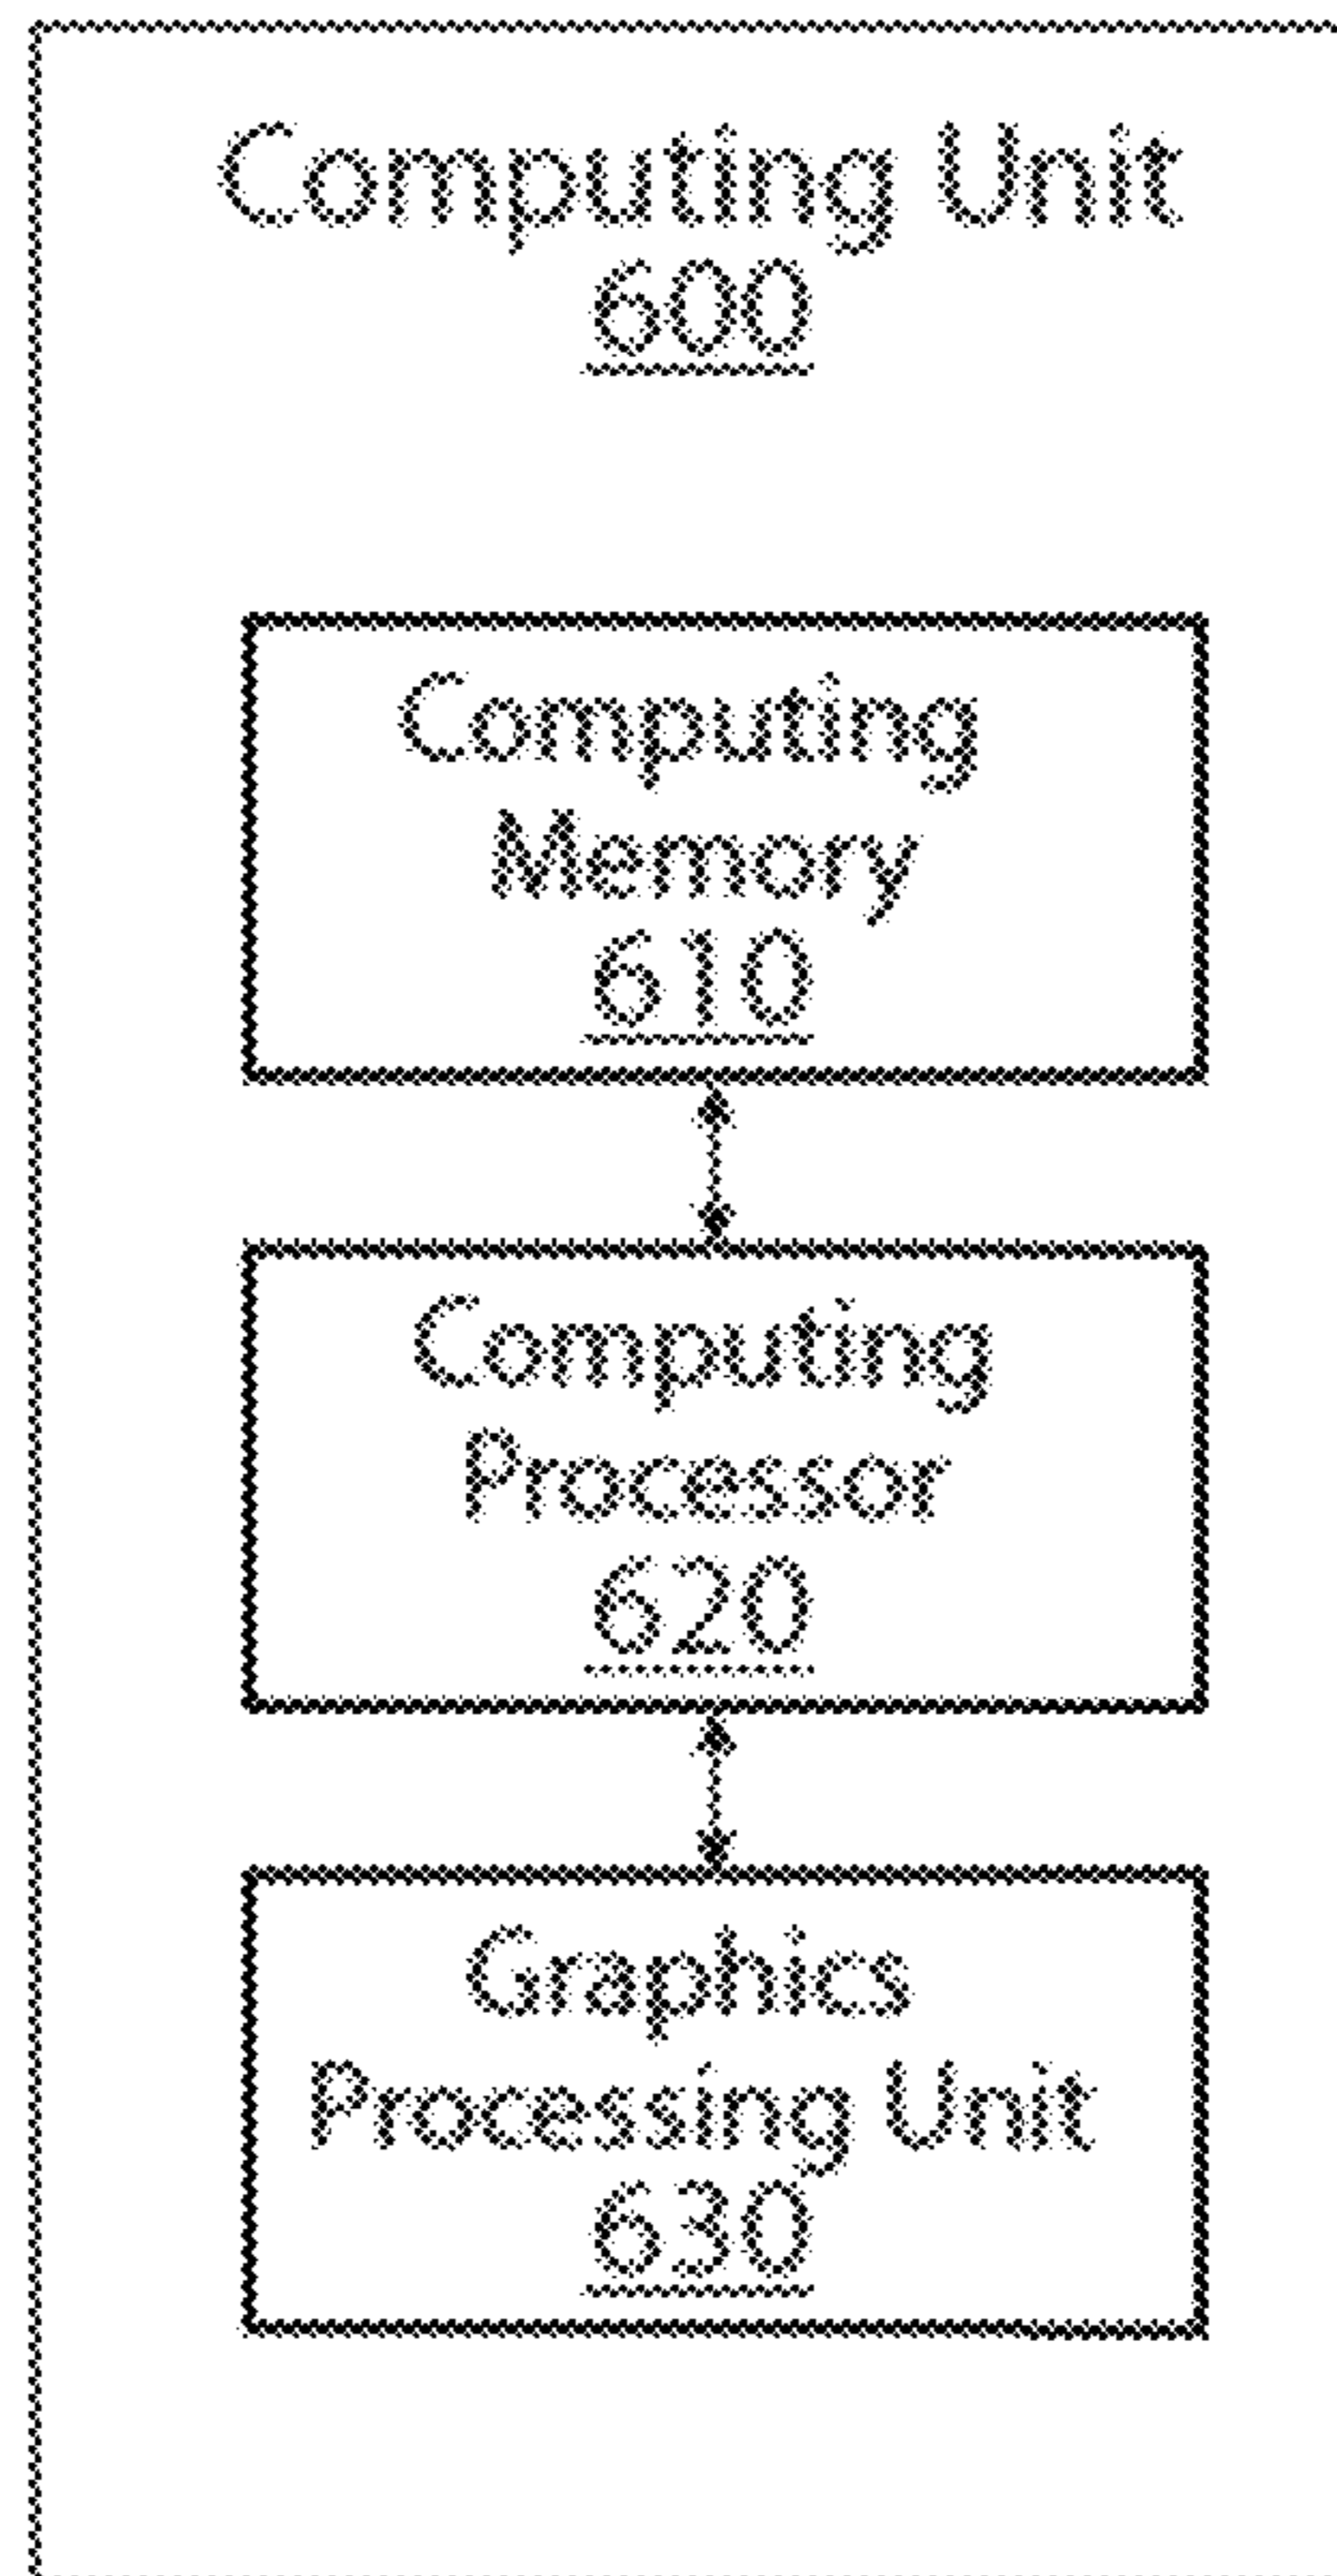 Computing Unit
600
Computing
Memory
610
Computing
Processor
620
Graphics
Processing Unit
630